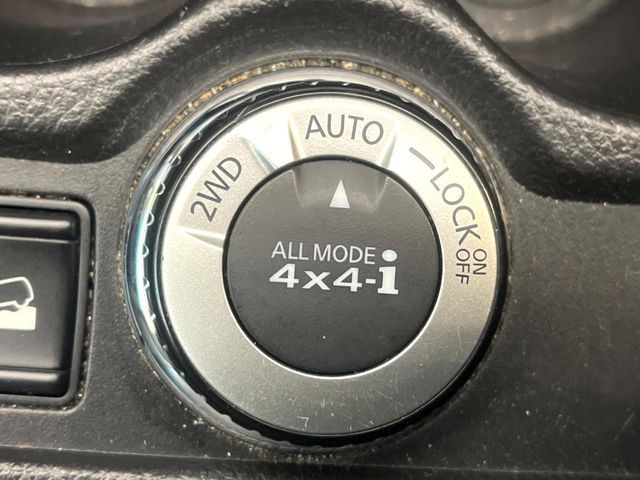 AUTO
2WD
LOCK ON
OFF
ALL MODE
4x4-i